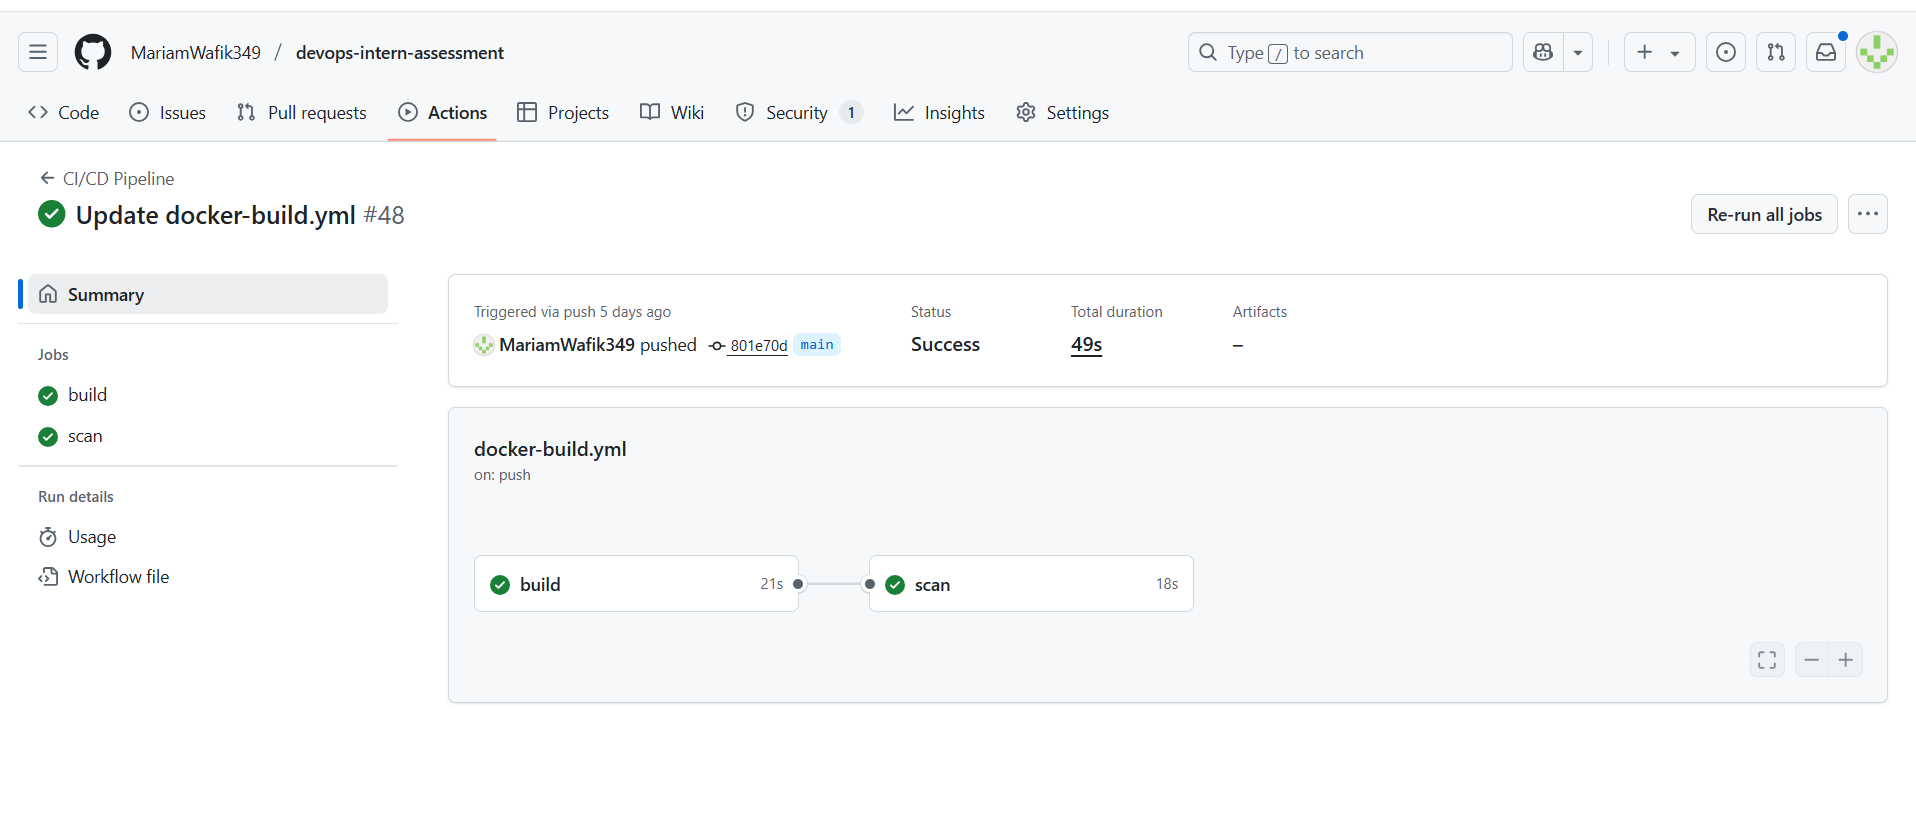 MariamWafik349 / devops-intern-assessment
Type / to search
Code Issues Pull requests Actions Projects Wiki Security 1 Insights Settings
CI/CD Pipeline
Update docker-build.yml #48
Re-run all jobs
Summary
Jobs
build
scan
Run details
Usage
Workflow file
Triggered via push 5 days ago
MariamWafik349 pushed 801e70d main
Status
Success
Total duration
49s
Artifacts
–
docker-build.yml
on: push
build 21s
scan 18s